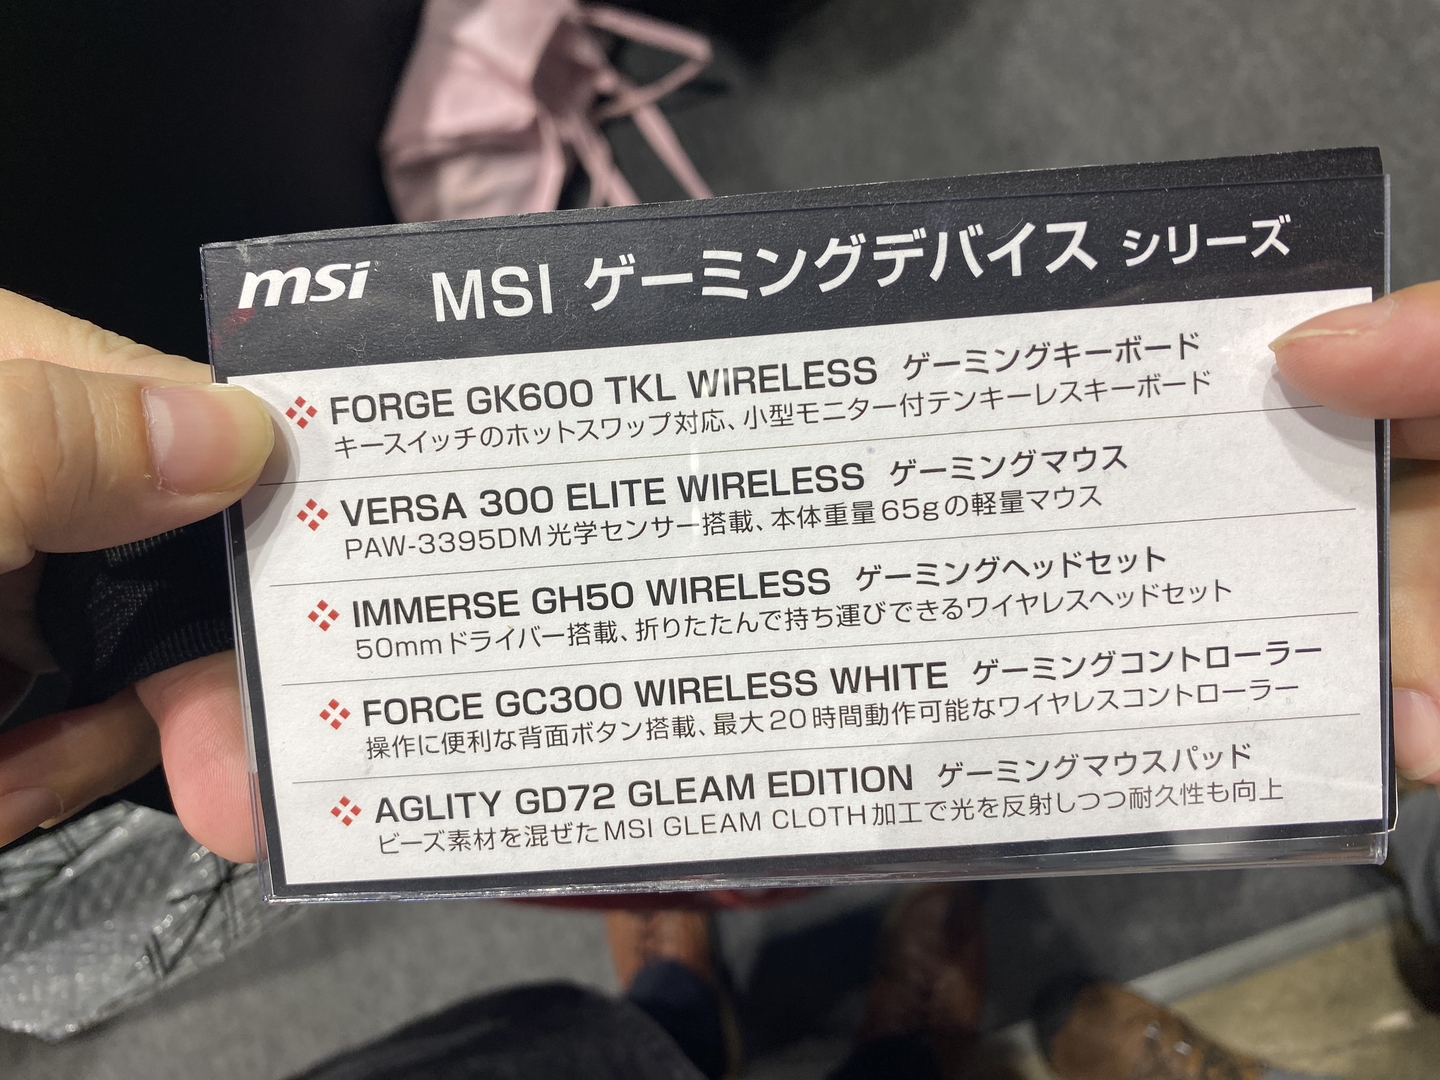 msi MSI ゲーミングデバイス シリーズ
FORGE GK600 TKL WIRELESS ゲーミングキーボード
キースイッチのホットスワップ対応、小型モニター付テンキーレスキーボード
VERSA 300 ELITE WIRELESS ゲーミングマウス
PAW-3395DM光学センサー搭載、本体重量65gの軽量マウス
IMMERSE GH50 WIRELESS ゲーミングヘッドセット
50mmドライバー搭載、折りたたんで持ち運びできるワイヤレスヘッドセット
FORCE GC300 WIRELESS WHITE ゲーミングコントローラー
操作に便利な背面ボタン搭載、最大20時間動作可能なワイヤレスコントローラー
AGLITY GD72 GLEAM EDITION ゲーミングマウスパッド
ビーズ素材を混ぜたMSI GLEAM CLOTH加工で光を反射しつつ耐久性も向上